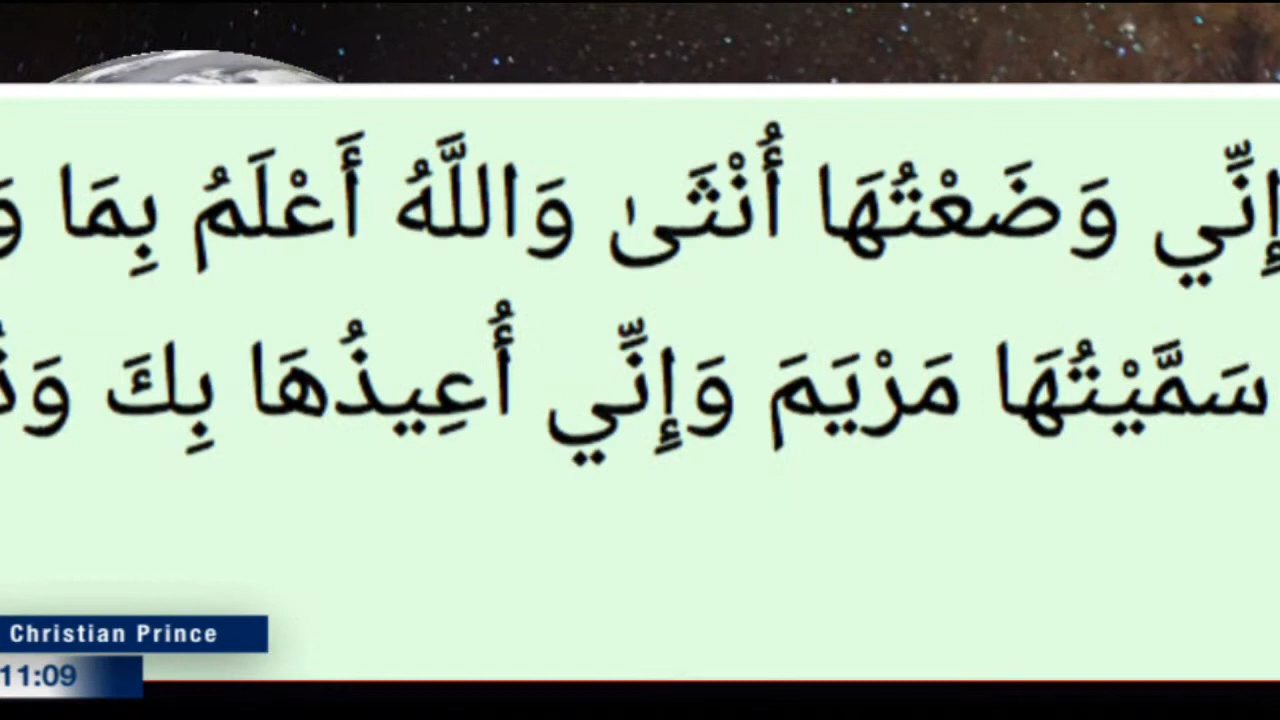 إِنِّي وَضَعْتُهَا أُنْثَىٰ وَاللَّهُ أَعْلَمُ بِمَا
سَمَّيْتُهَا مَرْيَمَ وَإِنِّي أُعِيذُهَا بِكَ
Christian Prince
11:09